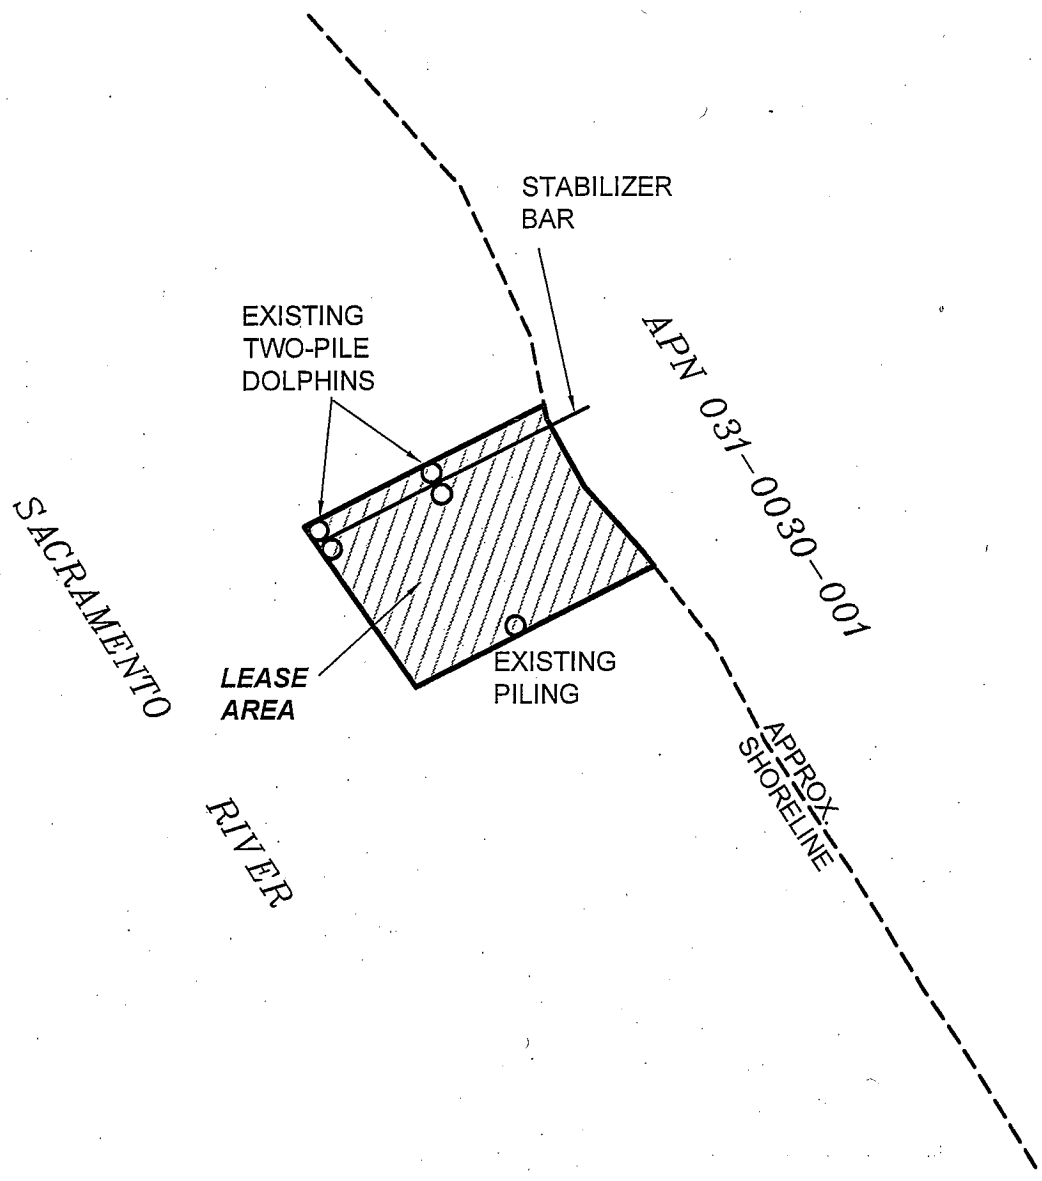 STABILIZER
BAR
EXISTING
TWO-PILE
DOLPHINS
APN 031-0030-001
SACRAMENTO
RIVER
LEASE
AREA
EXISTING
PILING
APPROX.
SHORELINE